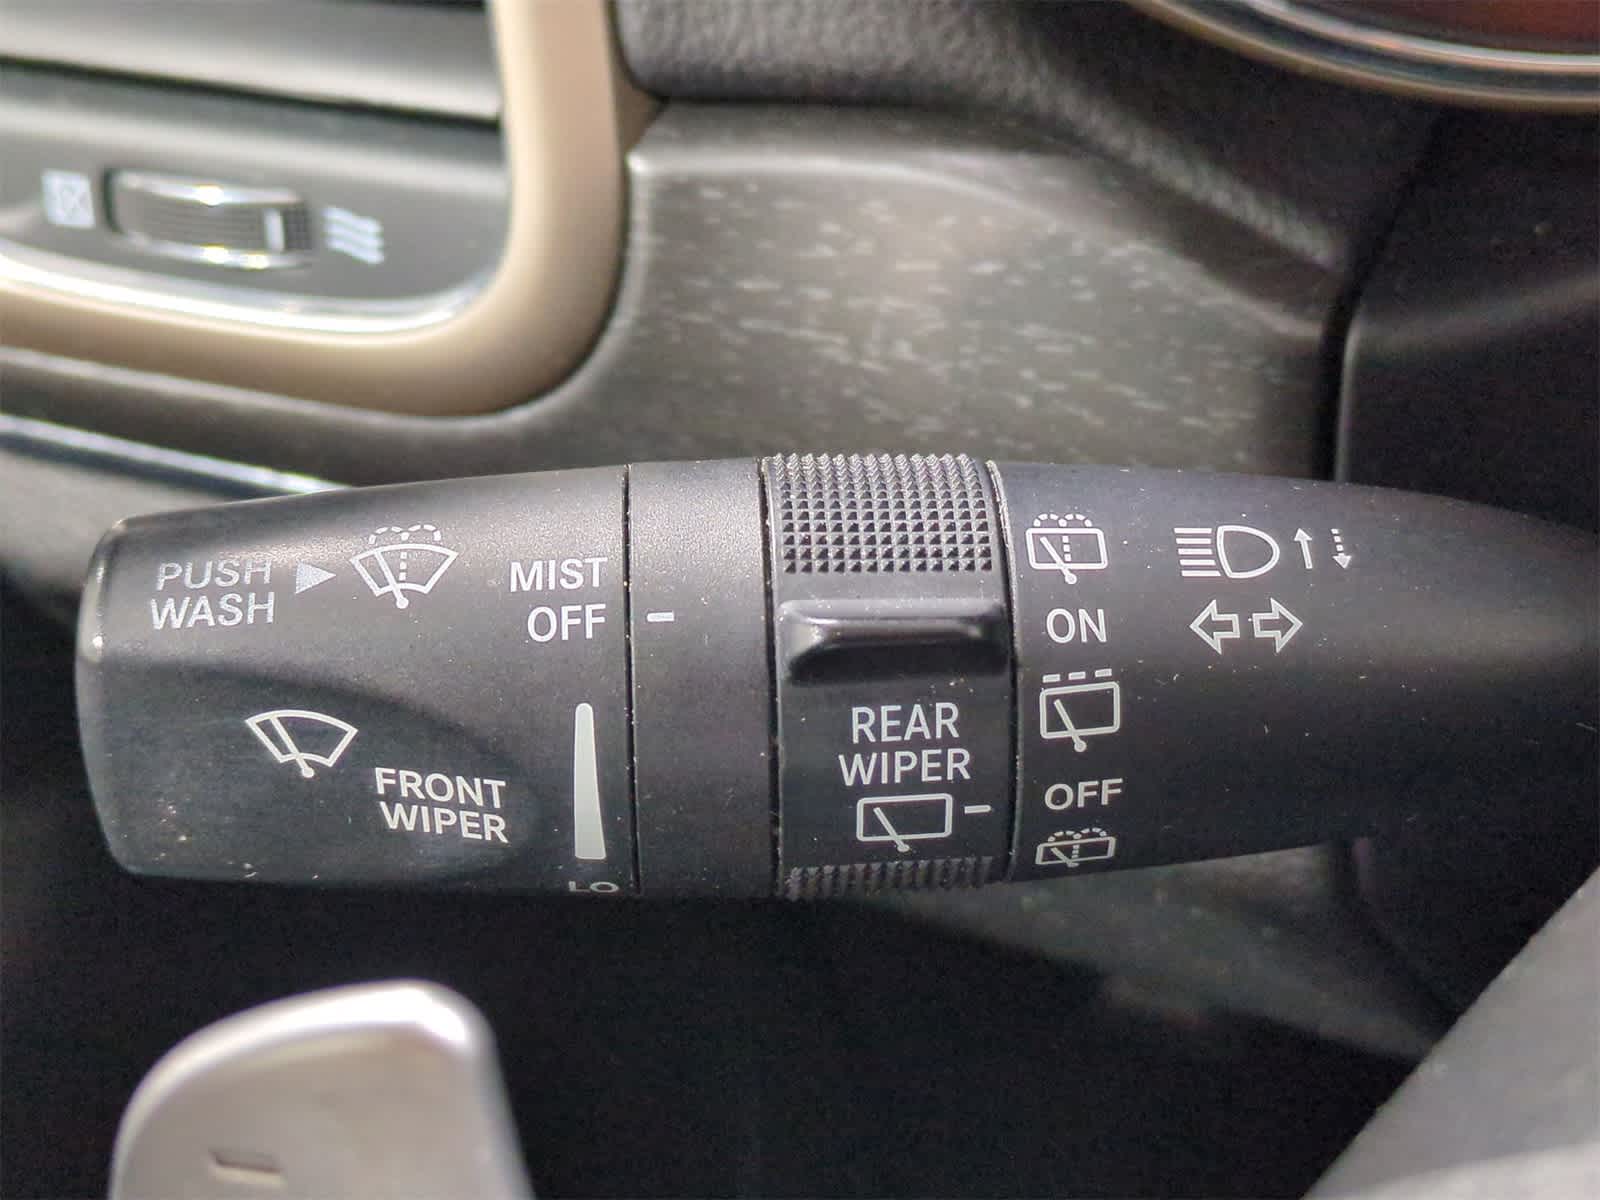 PUSH
WASH
MIST
OFF
FRONT
WIPER
LO
REAR
WIPER
ON
OFF